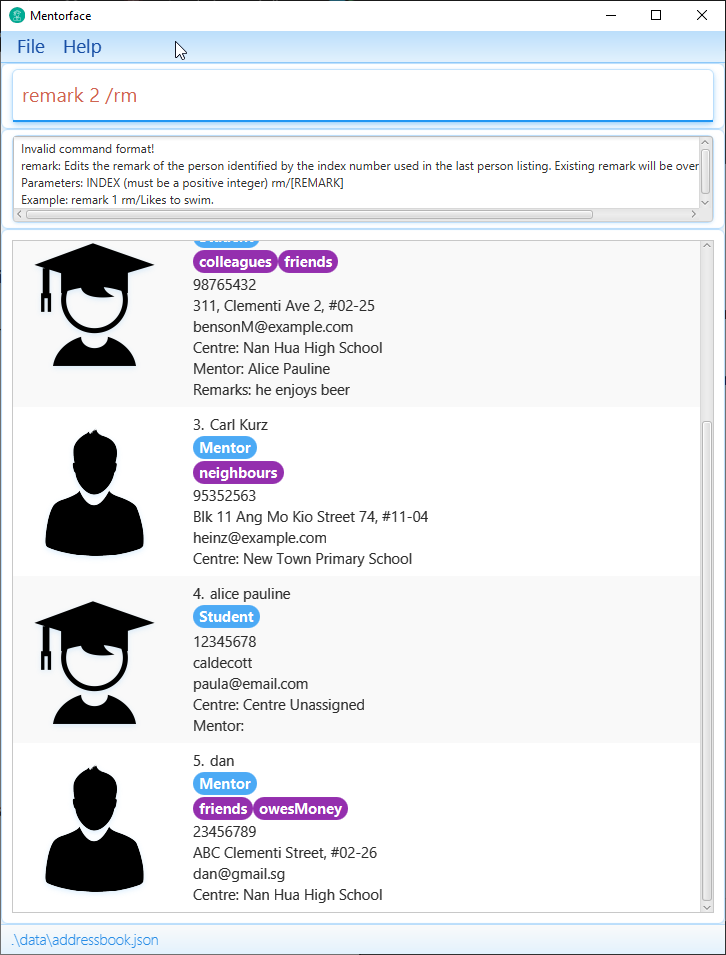 Mentorface
File Help
remark 2 /rm
Invalid command format!
remark: Edits the remark of the person identified by the index number used in the last person listing. Existing remark will be over
Parameters: INDEX (must be a positive integer) rm/[REMARK]
Example: remark 1 rm/Likes to swim.
Student
colleagues friends
98765432
311, Clementi Ave 2, #02-25
bensonM@example.com
Centre: Nan Hua High School
Mentor: Alice Pauline
Remarks: he enjoys beer
3. Carl Kurz
Mentor
neighbours
95352563
Blk 11 Ang Mo Kio Street 74, #11-04
heinz@example.com
Centre: New Town Primary School
4. alice pauline
Student
12345678
caldecott
paula@email.com
Centre: Centre Unassigned
Mentor:
5. dan
Mentor
friends owesMoney
23456789
ABC Clementi Street, #02-26
dan@gmail.sg
Centre: Nan Hua High School
.\data\addressbook.json